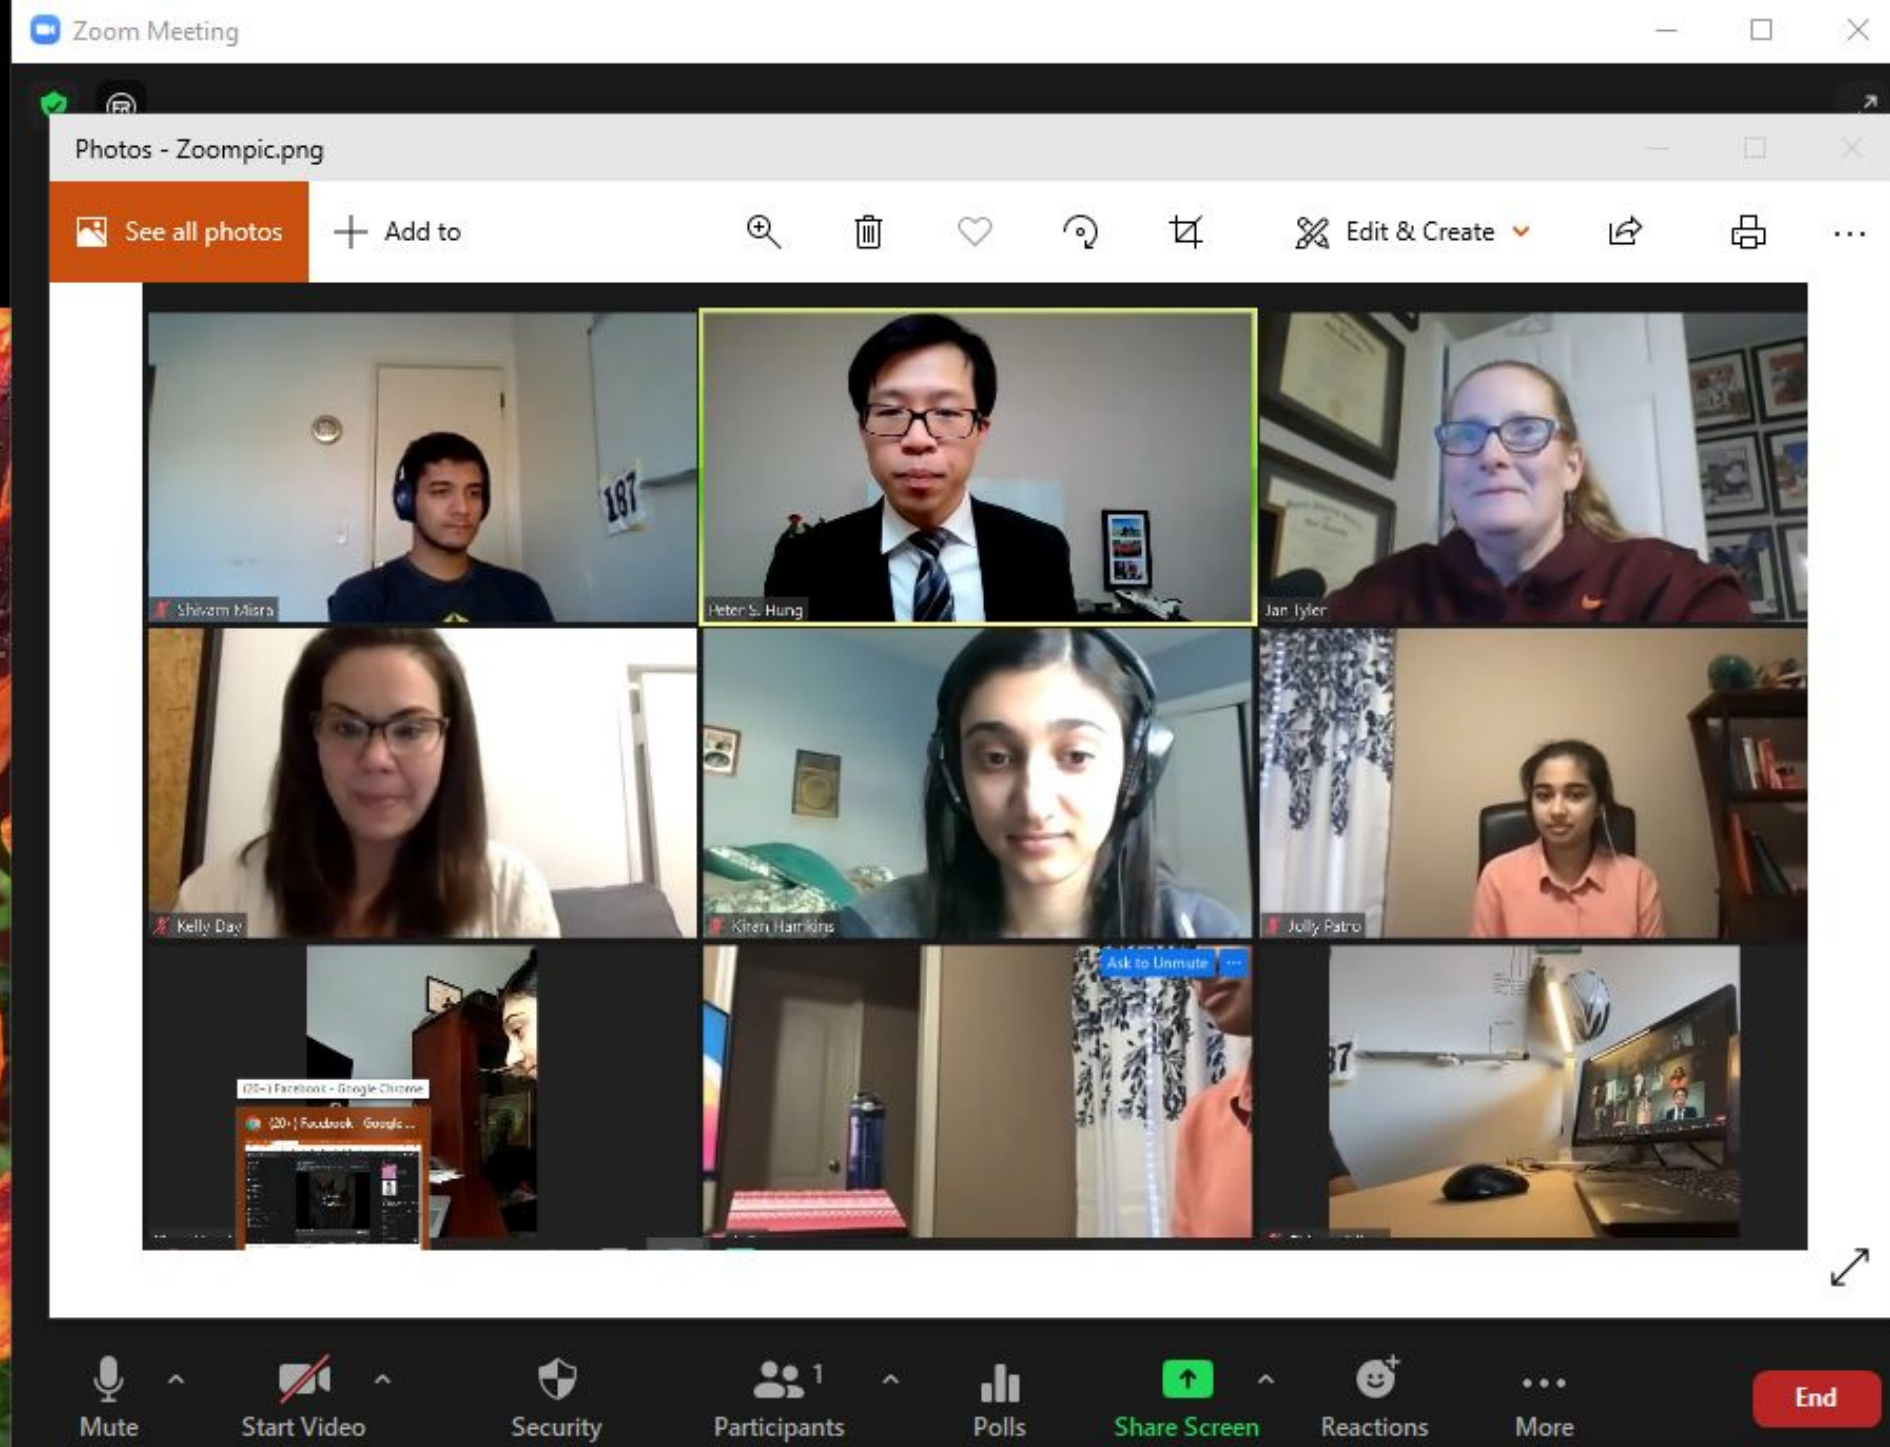 Zoom Meeting
Photos - Zoompic.png
See all photos
Add to
Edit & Create
187
Shivam Misra
Peter S. Hung
Jan Tyler
Kelly Day
Kiran Hamkins
Jolly Patro
Ask to Unmute ...
(20+) Facebook - Google Chrome
(20+) Facebook - Google ...
37
Mute
Start Video
Security
1
Participants
Polls
Share Screen
Reactions
More
End